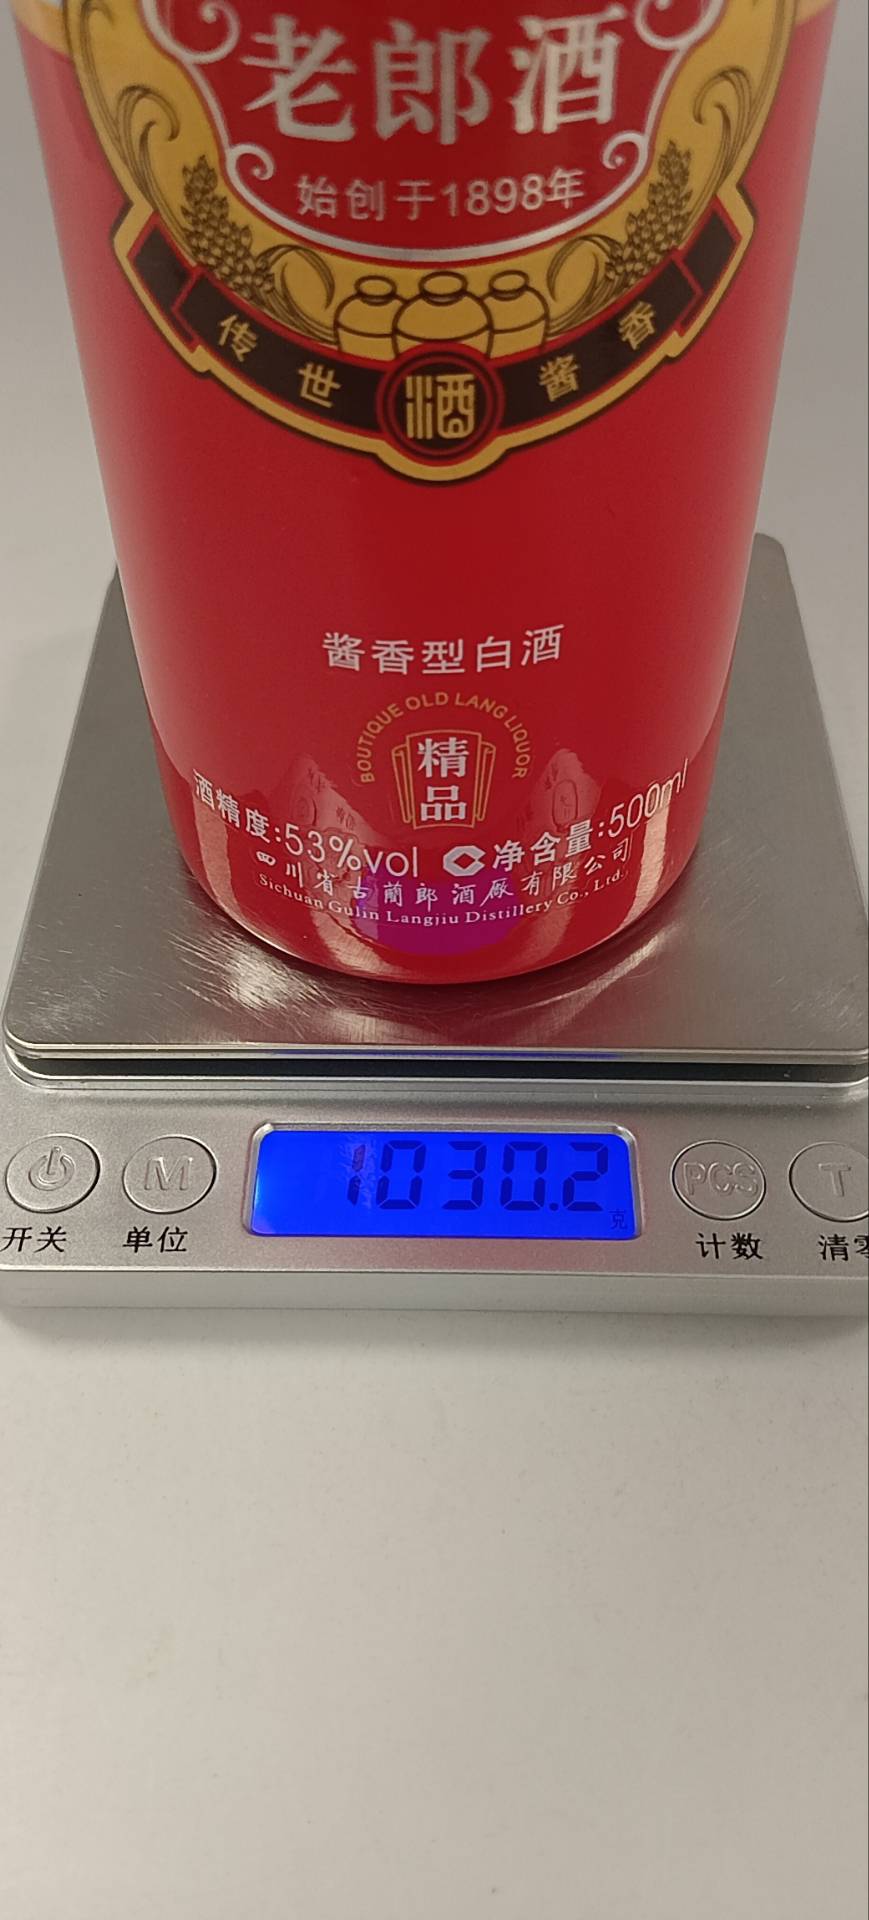 老郎酒
始创于1898年
传世酒酱香
酱香型白酒
BOUTIQUE OLD LANG LIQUOR
精品
酒精度:53%vol 净含量:500ml
四川省古蔺郎酒厂有限公司
Sichuan Gulin Langjiu Distillery Co., Ltd.
1030.2
克
M
PCS
T
开关
单位
计数
清零